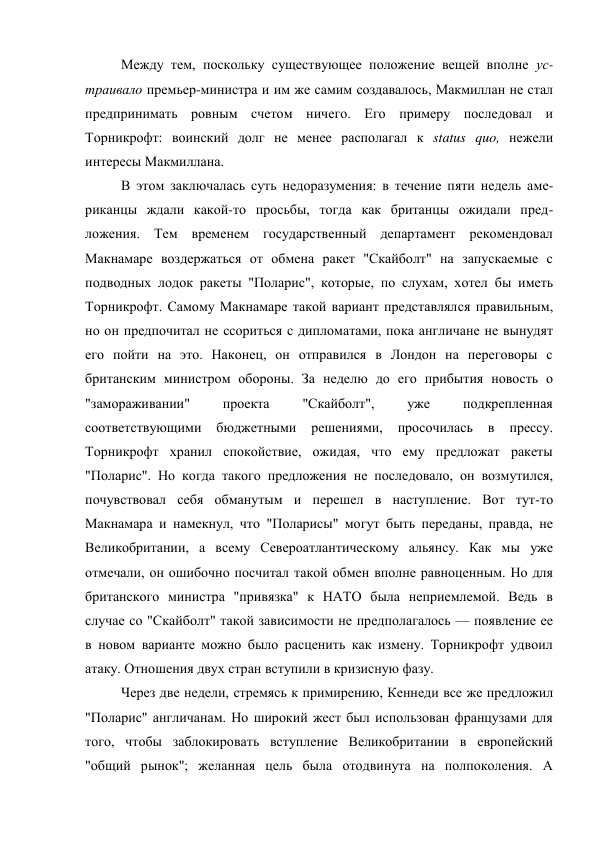 Между тем, поскольку существующее положение вещей вполне ус-
траивало премьер-министра и им же самим создавалось, Макмиллан не стал
предпринимать ровным счетом ничего. Его примеру последовал и
Торникрофт: воинский долг не менее располагал к status quo, нежели
интересы Макмиллана.
В этом заключалась суть недоразумения: в течение пяти недель аме-
риканцы ждали какой-то просьбы, тогда как британцы ожидали пред-
ложения. Тем временем государственный департамент рекомендовал
Макнамаре воздержаться от обмена ракет "Скайболт" на запускаемые с
подводных лодок ракеты "Поларис", которые, по слухам, хотел бы иметь
Торникрофт. Самому Макнамаре такой вариант представлялся правильным,
но он предпочитал не ссориться с дипломатами, пока англичане не вынудят
его пойти на это. Наконец, он отправился в Лондон на переговоры с
британским министром обороны. За неделю до его прибытия новость о
"замораживании" проекта "Скайболт", уже подкрепленная
соответствующими бюджетными решениями, просочилась в прессу.
Торникрофт хранил спокойствие, ожидая, что ему предложат ракеты
"Поларис". Но когда такого предложения не последовало, он возмутился,
почувствовал себя обманутым и перешел в наступление. Вот тут-то
Макнамара и намекнул, что "Поларисы" могут быть переданы, правда, не
Великобритании, а всему Североатлантическому альянсу. Как мы уже
отмечали, он ошибочно посчитал такой обмен вполне равноценным. Но для
британского министра "привязка" к НАТО была неприемлемой. Ведь в
случае со "Скайболт" такой зависимости не предполагалось — появление ее
в новом варианте можно было расценить как измену. Торникрофт удвоил
атаку. Отношения двух стран вступили в кризисную фазу.
Через две недели, стремясь к примирению, Кеннеди все же предложил
"Поларис" англичанам. Но широкий жест был использован французами для
того, чтобы заблокировать вступление Великобритании в европейский
"общий рынок"; желанная цель была отодвинута на полпоколения. А